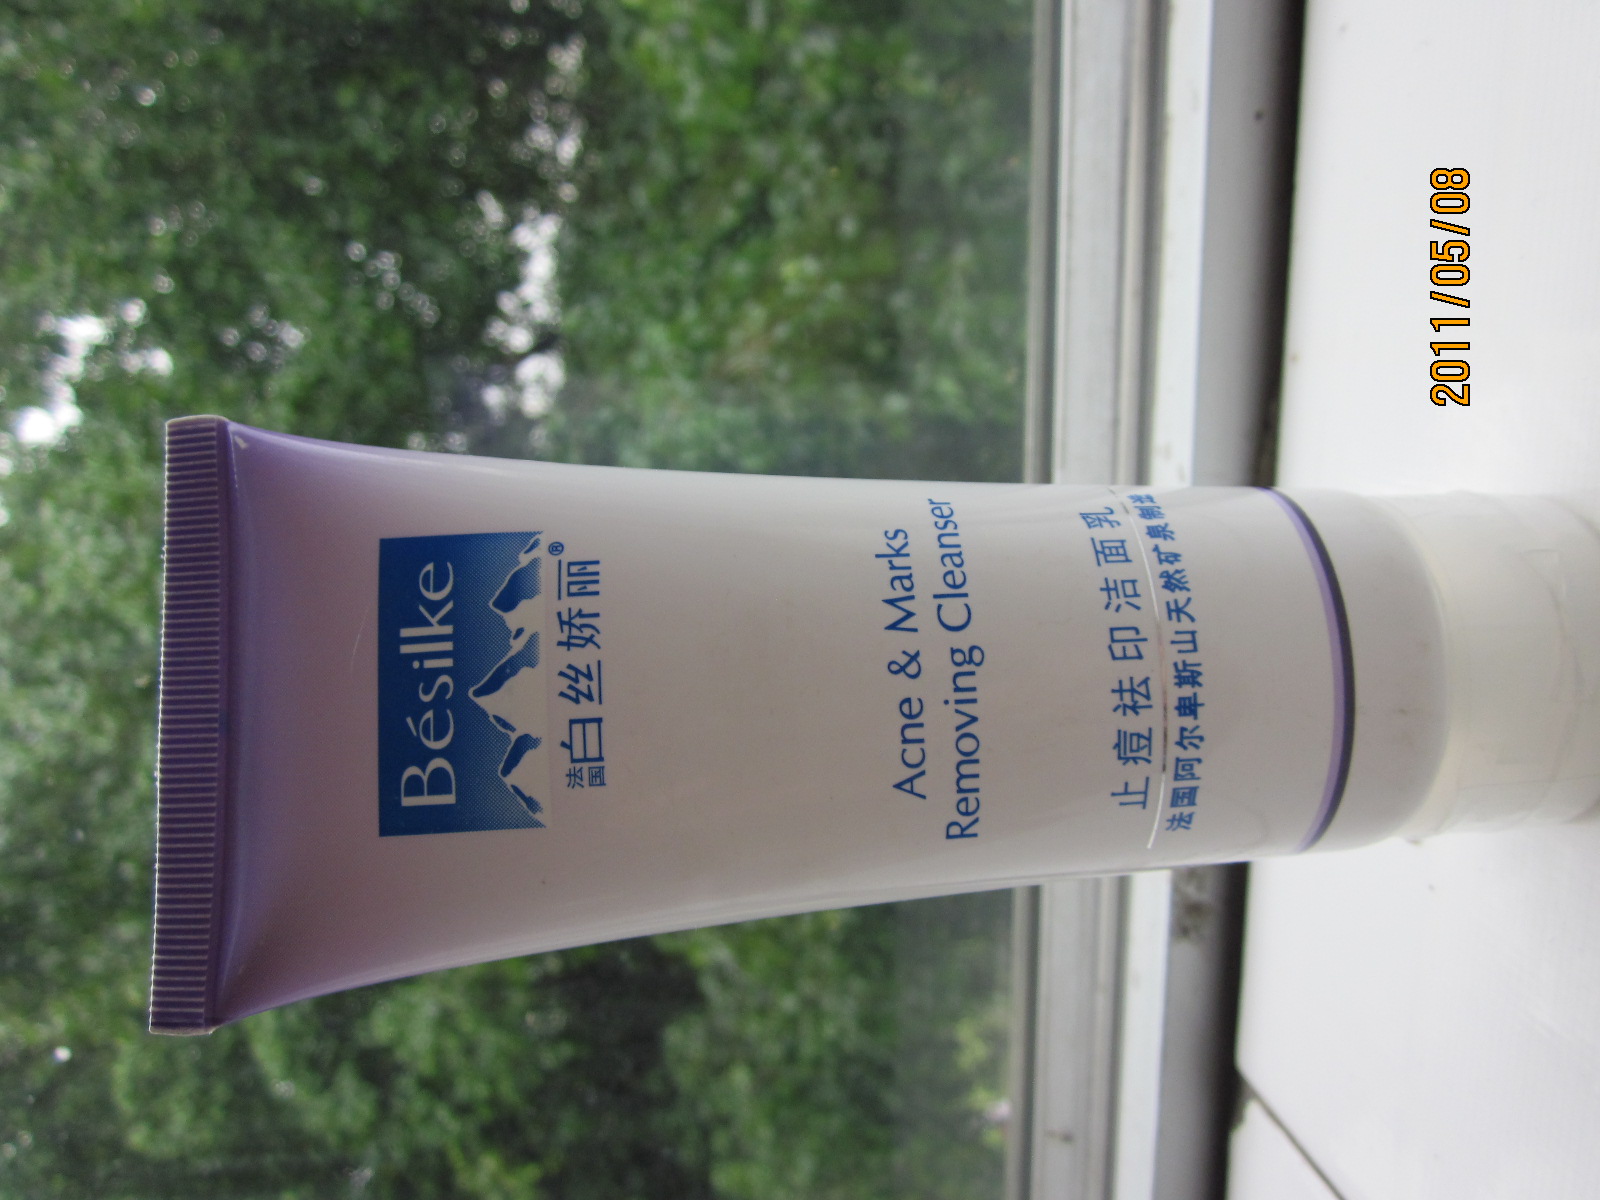 Bésilke
法国白丝娇丽®
Acne & Marks
Removing Cleanser
止痘祛印洁面乳
法国阿尔卑斯山天然矿泉制造
2011/05/08